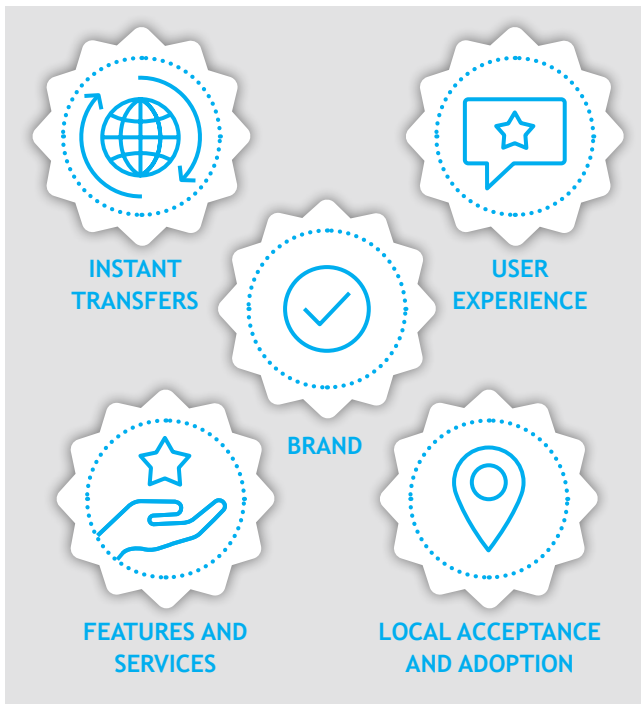 INSTANT
TRANSFERS
USER
EXPERIENCE
BRAND
FEATURES AND
SERVICES
LOCAL ACCEPTANCE
AND ADOPTION